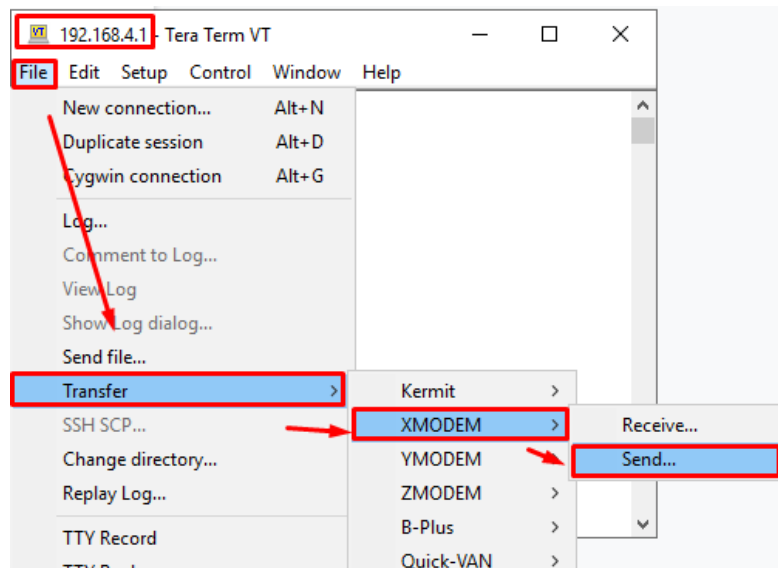 192.168.4.1 - Tera Term VT
File Edit Setup Control Window Help
New connection... Alt+N
Duplicate session Alt+D
Cygwin connection Alt+G
Log...
Comment to Log...
View Log
Show Log dialog...
Send file...
Transfer >
SSH SCP...
Change directory...
Replay Log...
TTY Record
Kermit >
XMODEM >
YMODEM
ZMODEM >
B-Plus >
Quick-VAN >
Receive...
Send...